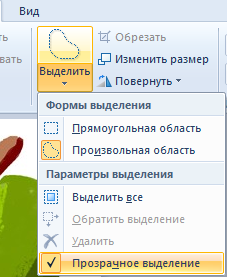 Вид
Выделить
Обрезать
Изменить размер
Повернуть
Формы выделения
Прямоугольная область
Произвольная область
Параметры выделения
Выделить все
Обратить выделение
Удалить
Прозрачное выделение